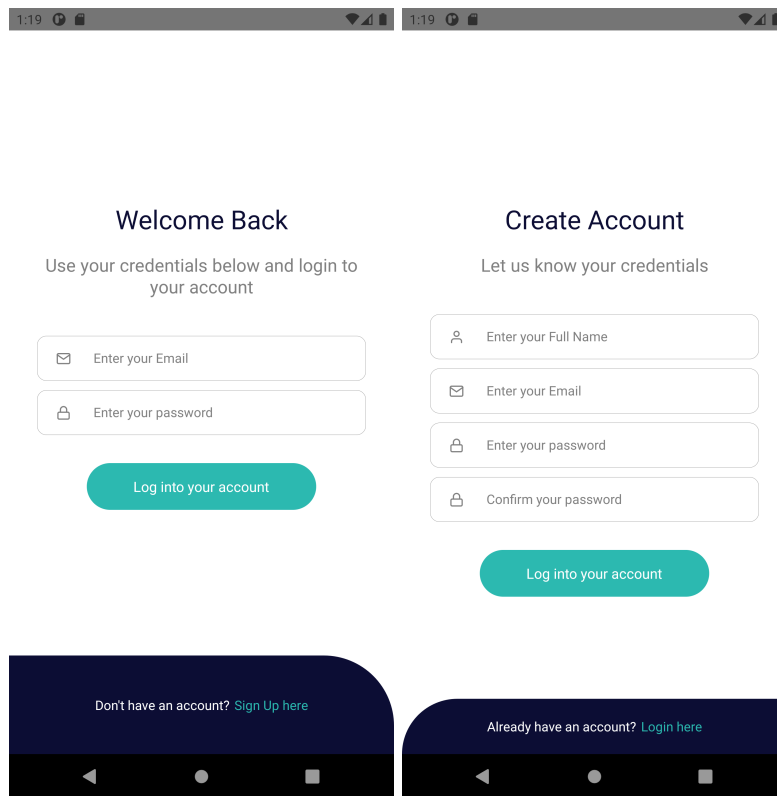 1:19
Welcome Back
Use your credentials below and login to
your account
Enter your Email
Enter your password
Log into your account
Don't have an account? Sign Up here
1:19
Create Account
Let us know your credentials
Enter your Full Name
Enter your Email
Enter your password
Confirm your password
Log into your account
Already have an account? Login here